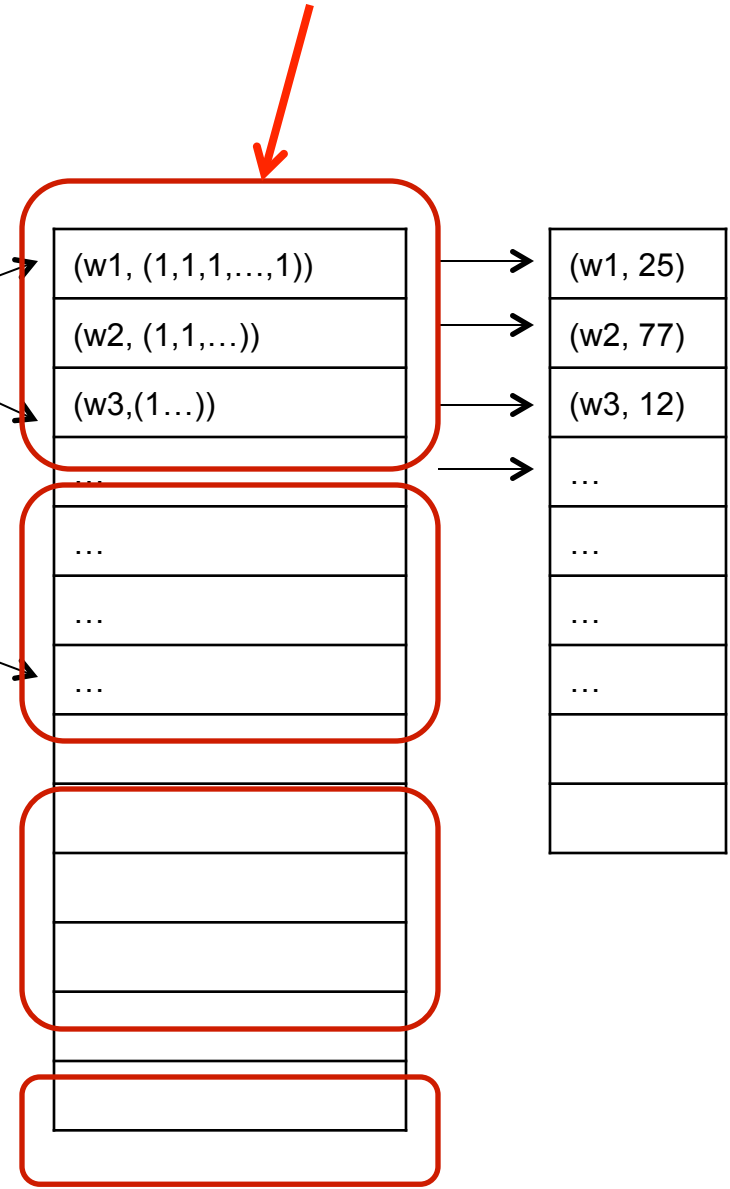 (w1, (1,1,1,…,1))
(w2, (1,1,…))
(w3,(1…))
…
…
…
…
(w1, 25)
(w2, 77)
(w3, 12)
…
…
…
…